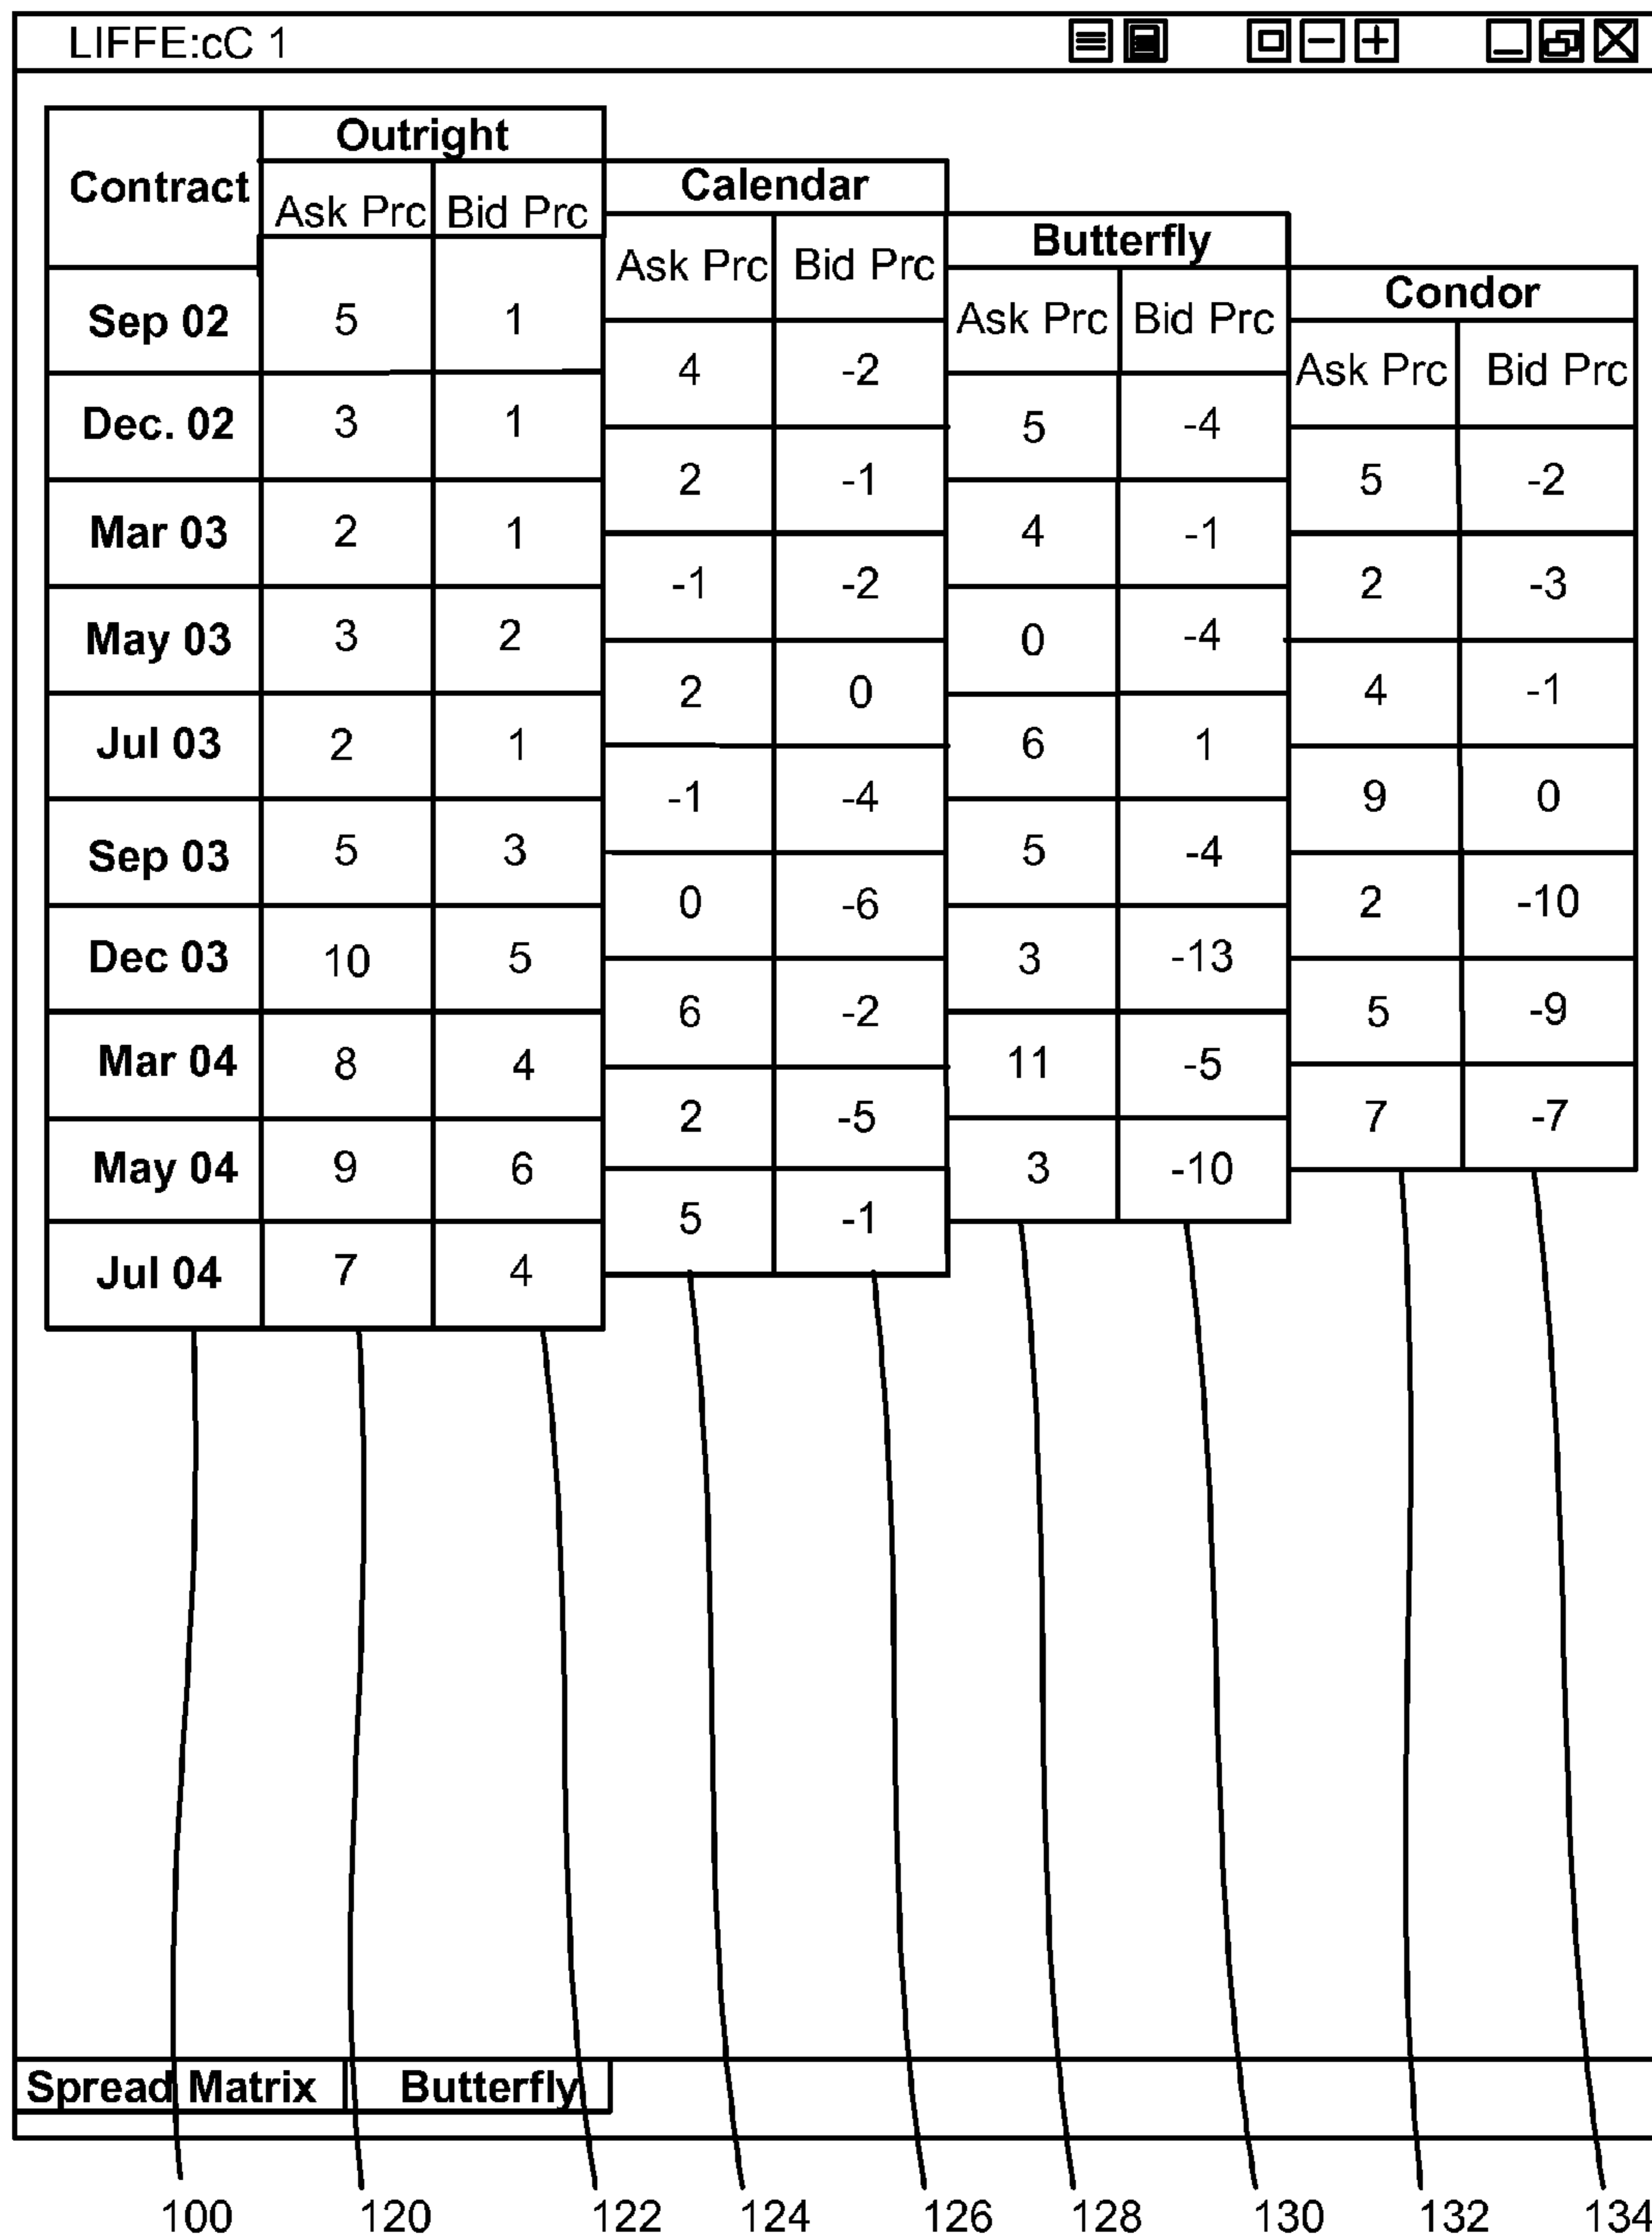 LIFFE:cC 1
Outright
Contract Calendar
Ask Prc Bid Prc
Butterfly
Ask Prc Bid Prc
Condor
Sep 02 5 1 Ask Prc Bid Prc
4 -2 Ask Prc Bid Prc
Dec. 02 3 1 5 -4
2 -1 5 -2
Mar 03 2 1 4 -1
-1 -2 2 -3
May 03 3 2 0 -4
2 0 4 -1
Jul 03 2 1 6 1
-1 -4 9 0
Sep 03 5 3 5 -4
0 -6 2 -10
Dec 03 10 5 3 -13
6 -2 5 -9
Mar 04 8 4 11 -5
2 -5 7 -7
May 04 9 6 3 -10
5 -1
Jul 04 7 4
Spread Matrix Butterfly
100 120 122 124 126 128 130 132 134